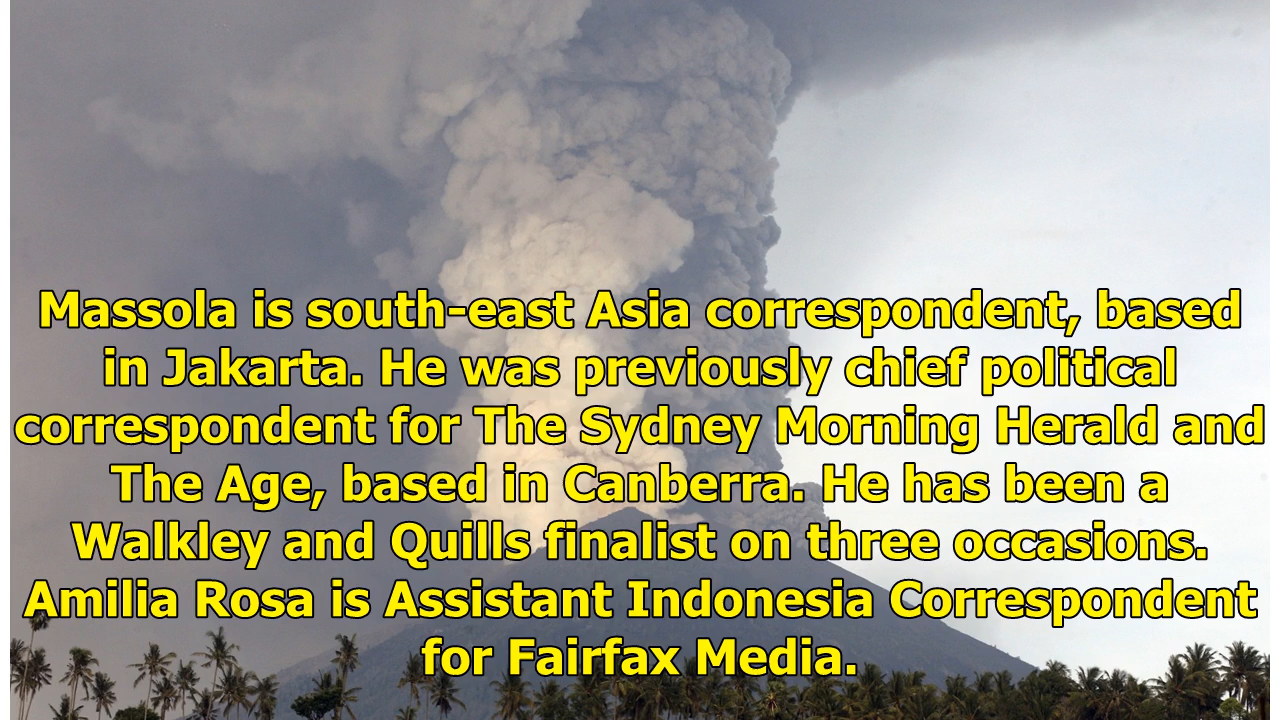 Massola is south-east Asia correspondent, based
in Jakarta. He was previously chief political
correspondent for The Sydney Morning Herald and
The Age, based in Canberra. He has been a
Walkley and Quills finalist on three occasions.
Amilia Rosa is Assistant Indonesia Correspondent
for Fairfax Media.